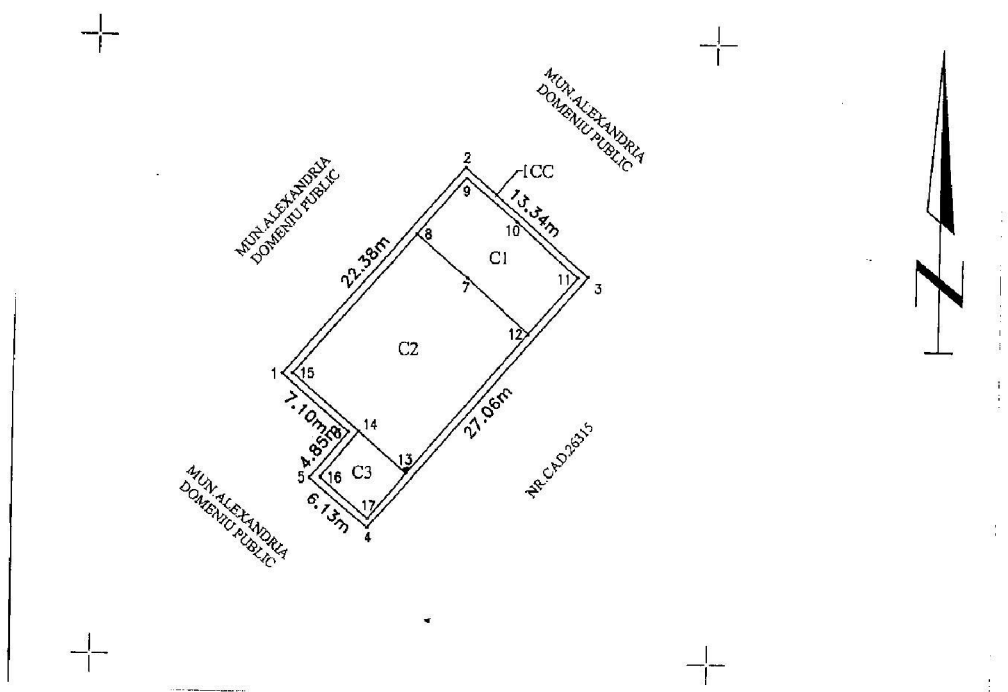 MUN.ALEXANDRIA
DOMENIU PUBLIC
2
1CC
13.34m
9
10
MUN.ALEXANDRIA
DOMENIU PUBLIC
22.38m
8
C1
7
11
3
12
C2
1
15
7.10m
6
14
27.06m
4.85m
13
NR.CAD.26315
5
16
C3
MUN.ALEXANDRIA
DOMENIU PUBLIC
6.13m
17
4
N